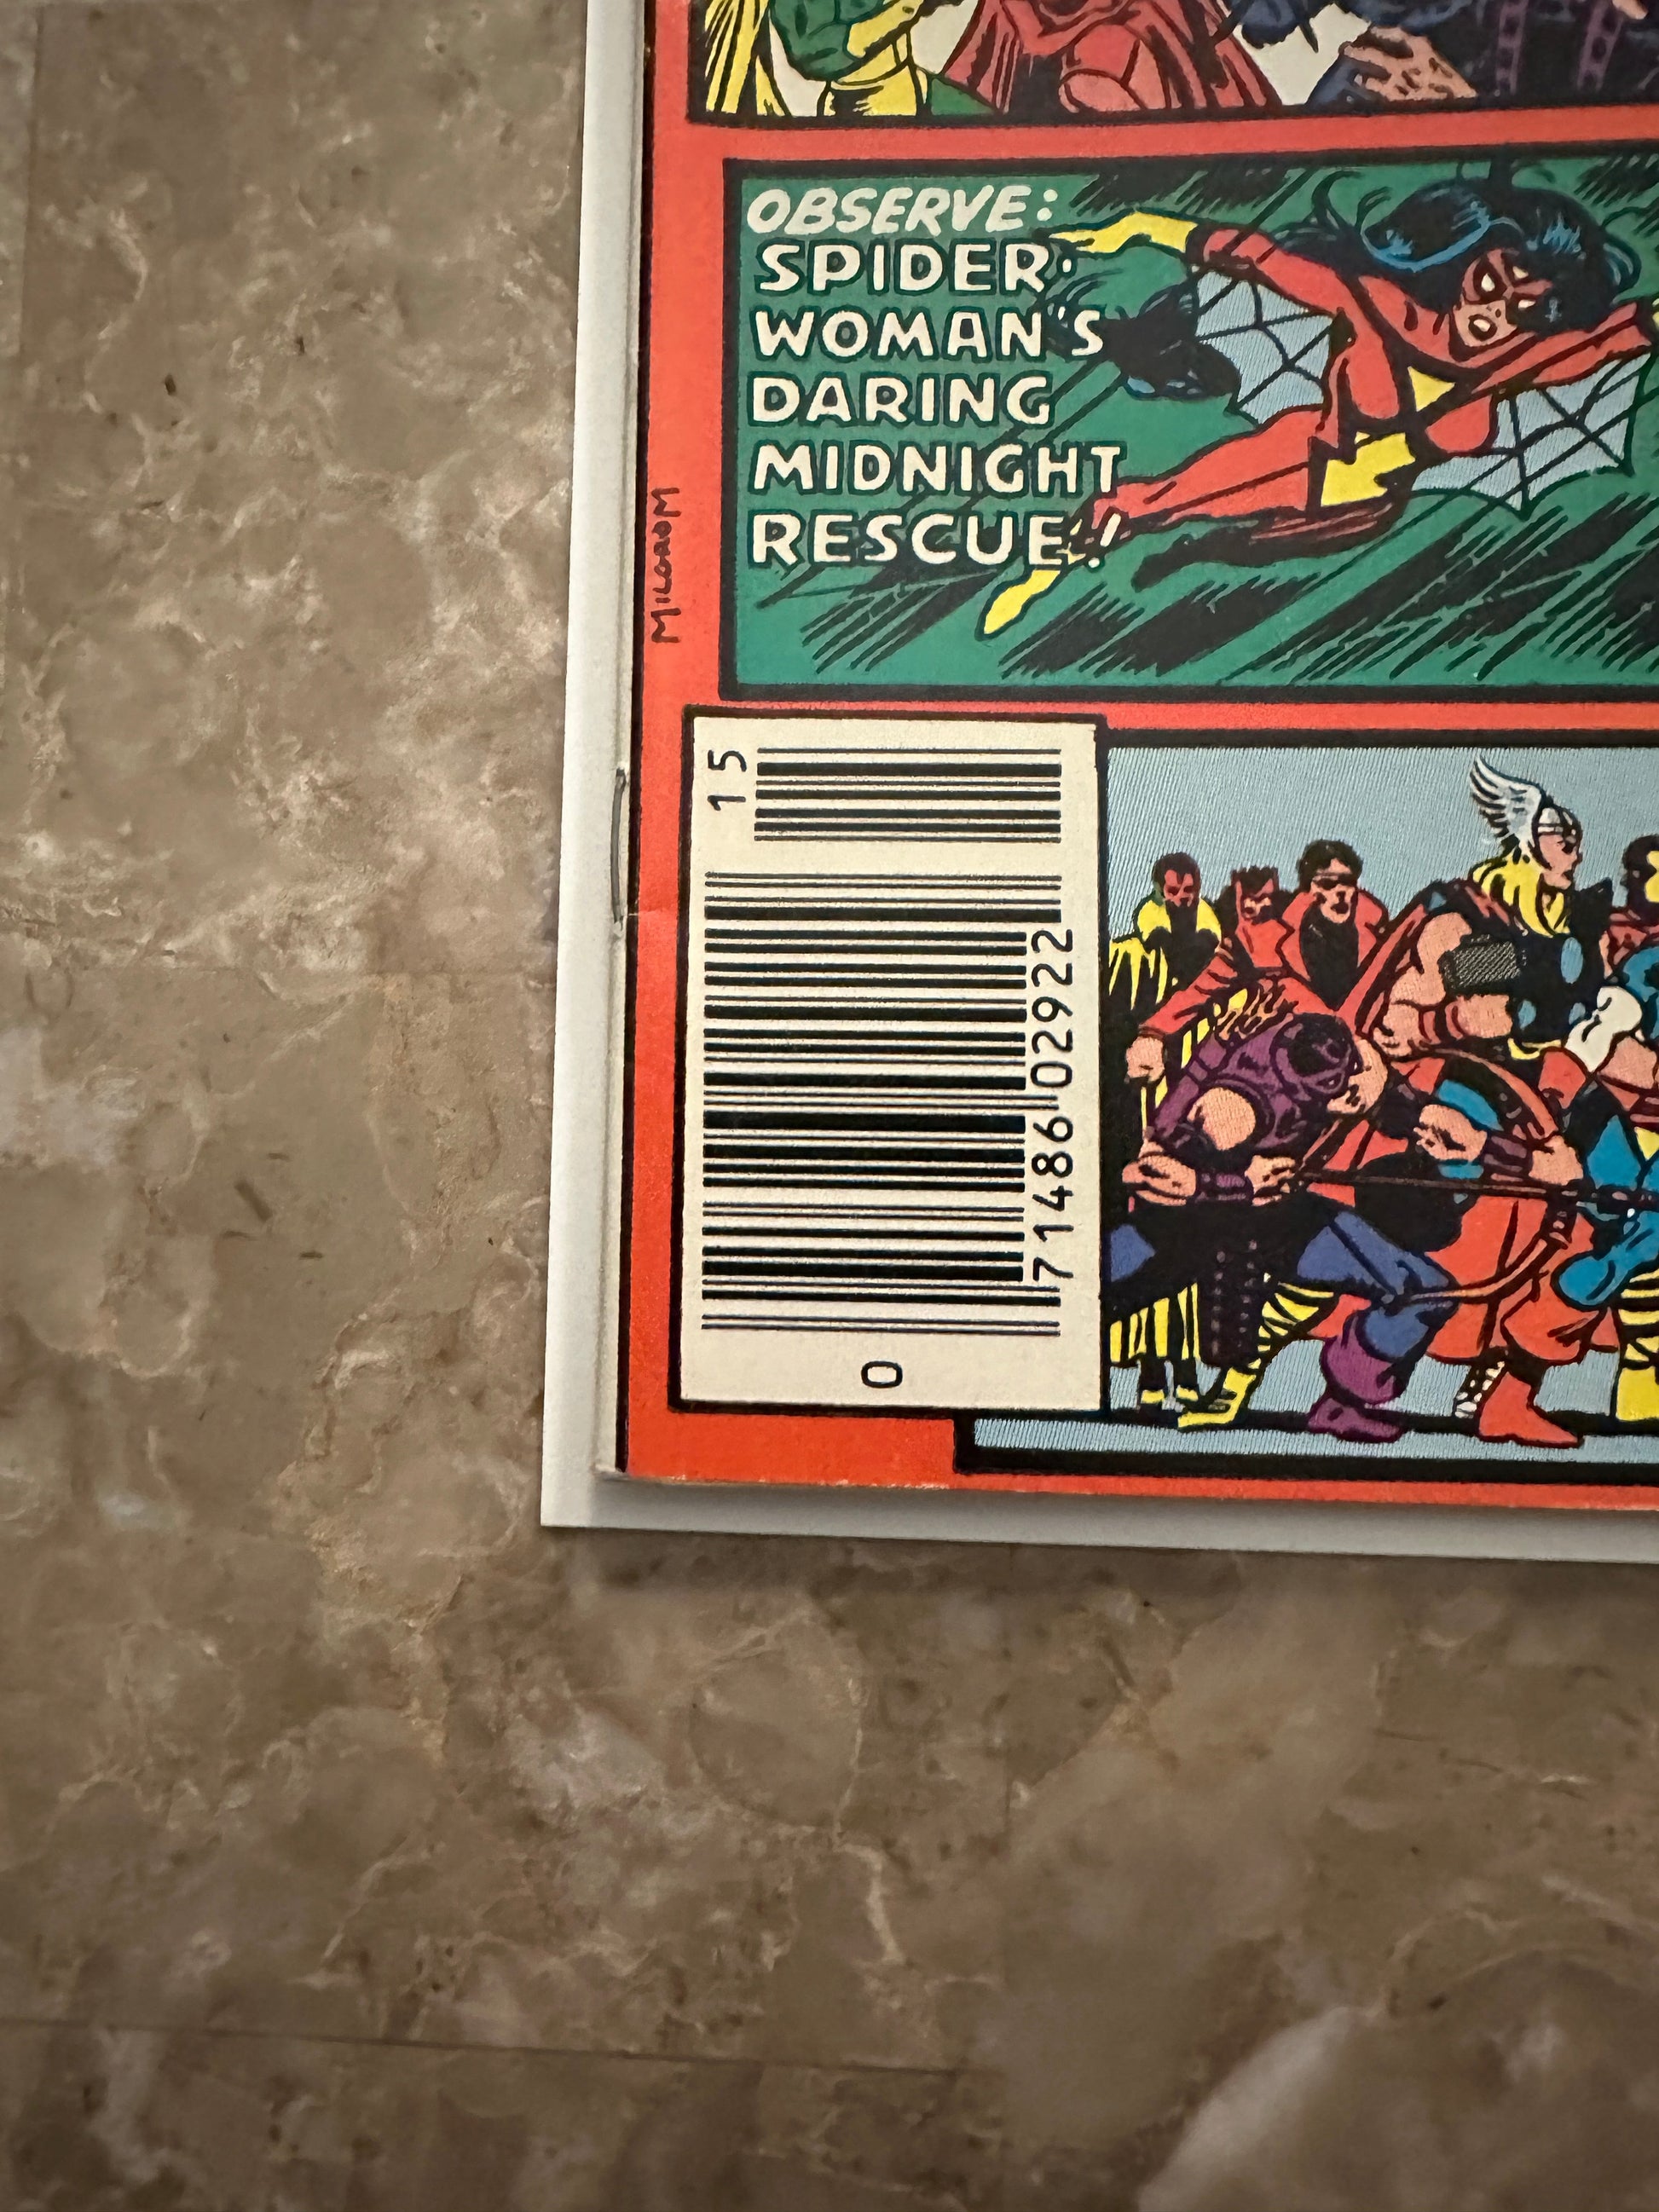 OBSERVE:
SPIDER-
WOMAN'S
DARING
MIDNIGHT
RESCUE!
MILGROM
15
71486 02922
0